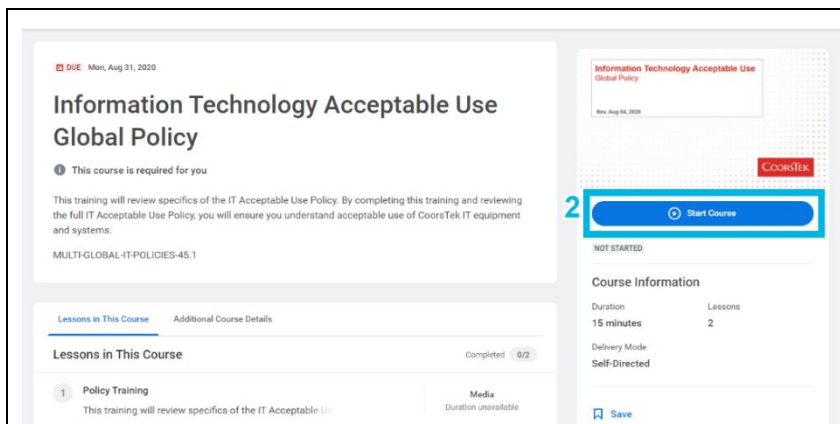 DUE Mon, Aug 31, 2020
Information Technology Acceptable Use
Global Policy
This course is required for you
This training will review specifics of the IT Acceptable Use Policy. By completing this training and reviewing
the full IT Acceptable Use Policy, you will ensure you understand acceptable use of CoorsTek IT equipment
and systems.
MULTI-GLOBAL-IT-POLICIES-45.1
Lessons in This Course Additional Course Details
Lessons in This Course Completed 0/2
1 Policy Training
This training will review specifics of the IT Acceptable
Media
Duration unavailable
Information Technology Acceptable Use
Global Policy
Rev. Aug 04, 2020
COORSTEK
2
Start Course
NOT STARTED
Course Information
Duration Lessons
15 minutes 2
Delivery Mode
Self-Directed
Save